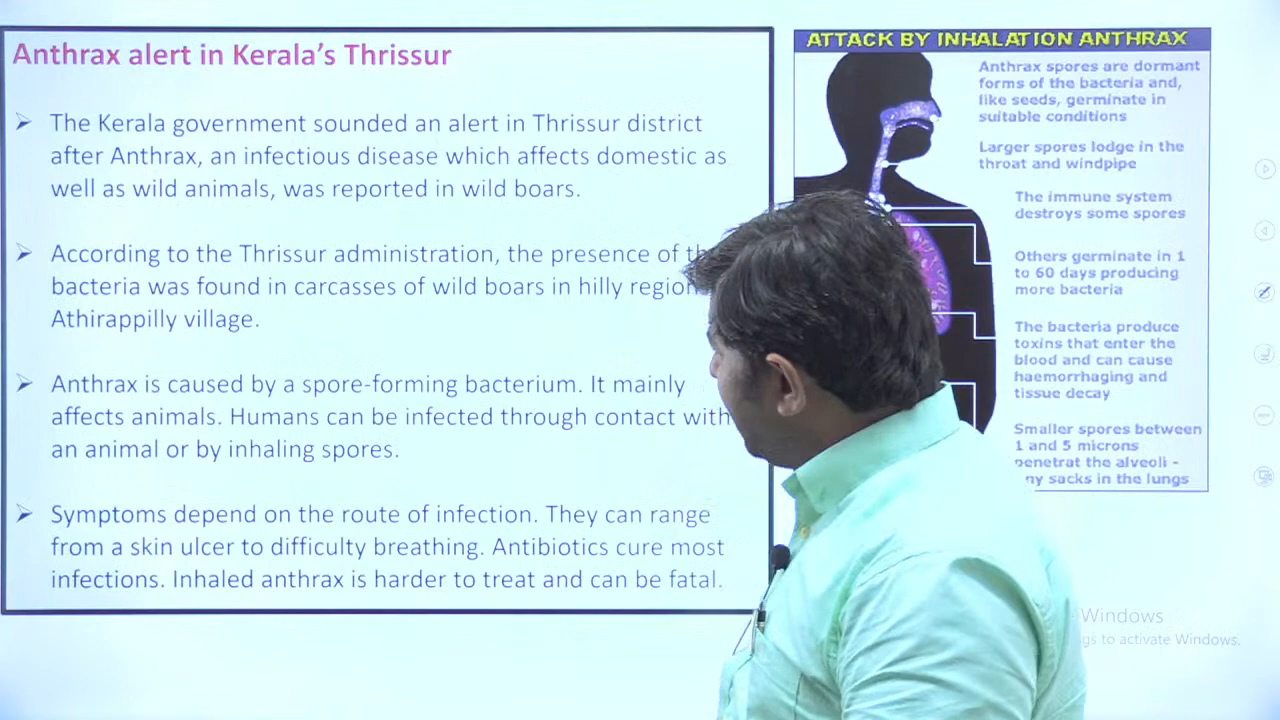 Anthrax alert in Kerala's Thrissur
The Kerala government sounded an alert in Thrissur district
after Anthrax, an infectious disease which affects domestic as
well as wild animals, was reported in wild boars.
According to the Thrissur administration, the presence of
bacteria was found in carcasses of wild boars in hilly
Athirappilly village.
Anthrax is caused by a spore-forming bacterium. It mainly
affects animals. Humans can be infected through contact with
an animal or by inhaling spores.
Symptoms depend on the route of infection. They can range
from a skin ulcer to difficulty breathing. Antibiotics cure most
infections. Inhaled anthrax is harder to treat and can be fatal.
ATTACK BY INHALATION ANTHRAX
Anthrax spores are dormant
forms of the bacteria and,
like seeds, germinate in
suitable conditions
Larger spores lodge in the
throat and windpipe
The immune system
destroys some spores
Others germinate in 1
to 60 days producing
more bacteria
The bacteria produce
toxins that enter the
blood and can cause
haemorrhaging and
tissue decay
Smaller spores between
1 and 5 microns
penetrat the alveoli -
ny sacks in the lungs
Windows
gs to activate Windows.